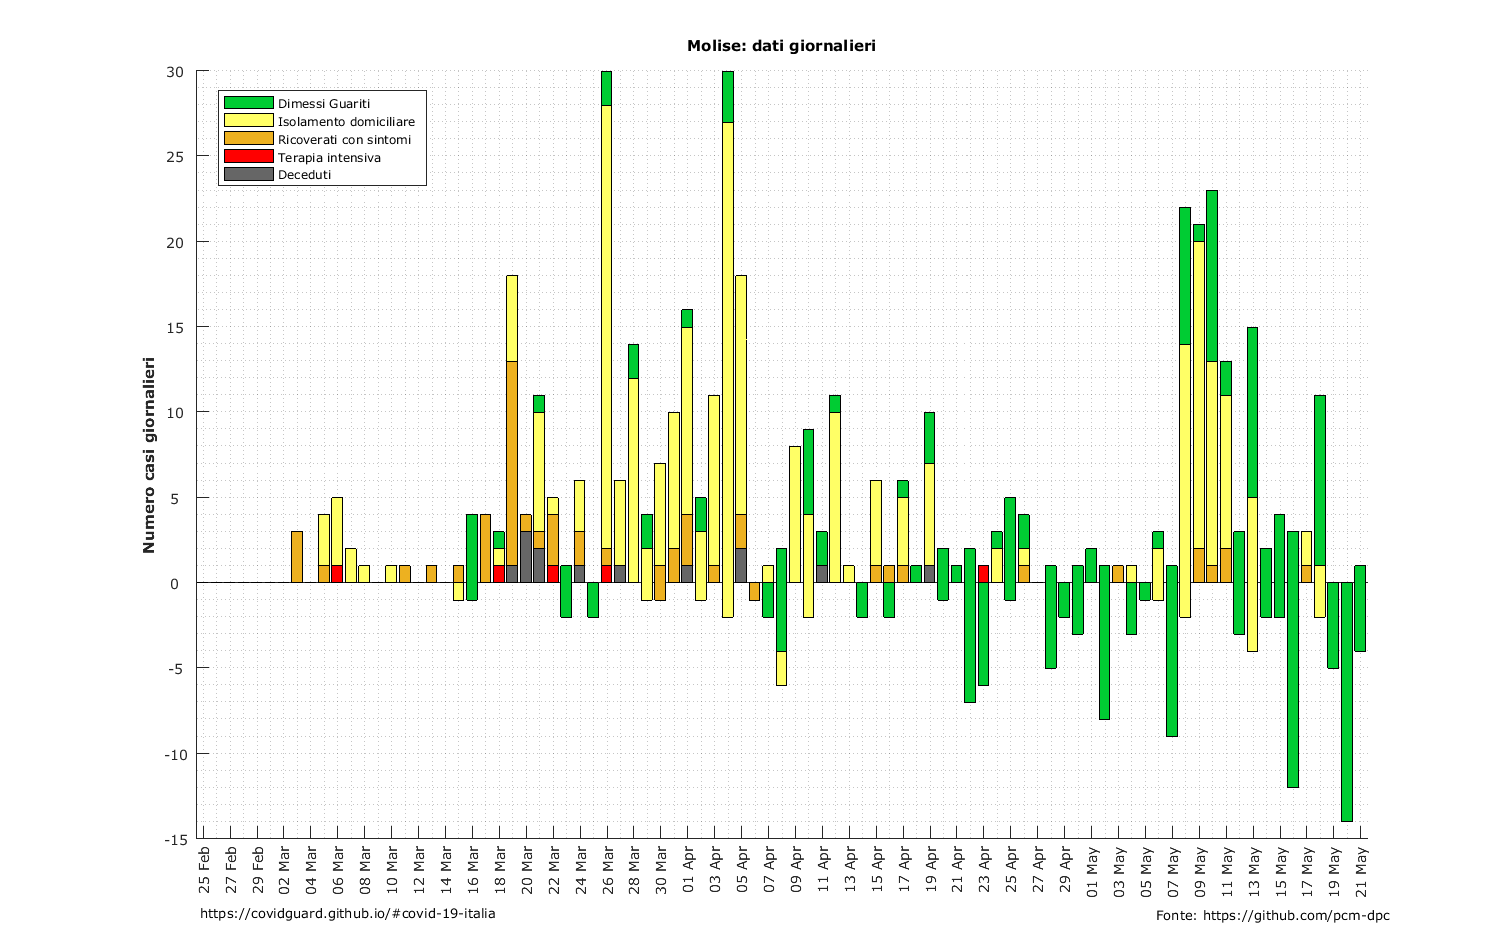 Molise: dati giornalieri
Numero casi giornalieri
30
25
20
15
10
5
0
-5
-10
-15
Dimessi Guariti
Isolamento domiciliare
Ricoverati con sintomi
Terapia intensiva
Deceduti
25 Feb
27 Feb
29 Feb
02 Mar
04 Mar
06 Mar
08 Mar
10 Mar
12 Mar
14 Mar
16 Mar
18 Mar
20 Mar
22 Mar
24 Mar
26 Mar
28 Mar
30 Mar
01 Apr
03 Apr
05 Apr
07 Apr
09 Apr
11 Apr
13 Apr
15 Apr
17 Apr
19 Apr
21 Apr
23 Apr
25 Apr
27 Apr
29 Apr
01 May
03 May
05 May
07 May
09 May
11 May
13 May
15 May
17 May
19 May
21 May
https://covidguard.github.io/#covid-19-italia
Fonte: https://github.com/pcm-dpc